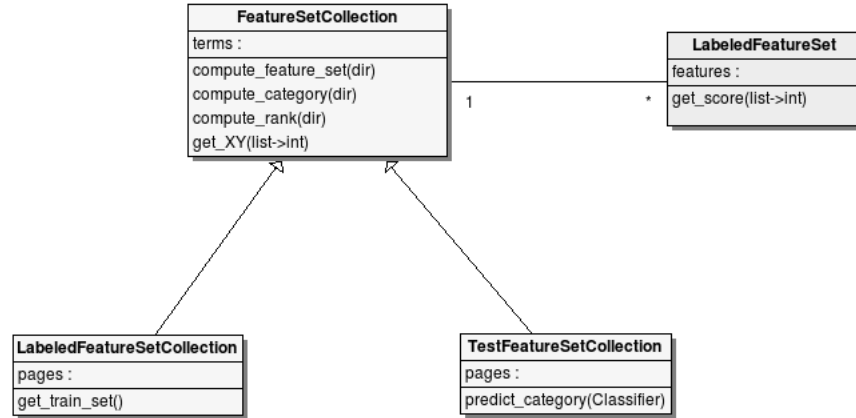 FeatureSetCollection
terms :
compute_feature_set(dir)
compute_category(dir)
compute_rank(dir)
get_XY(list->int)
LabeledFeatureSet
features :
get_score(list->int)
1
*
LabeledFeatureSetCollection
pages :
get_train_set()
TestFeatureSetCollection
pages :
predict_category(Classifier)